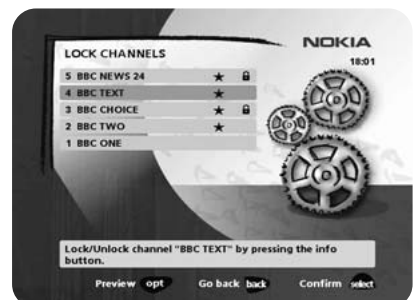 NOKIA
LOCK CHANNELS
18:01
5 BBC NEWS 24
4 BBC TEXT
3 BBC CHOICE
2 BBC TWO
1 BBC ONE
Lock/Unlock channel "BBC TEXT" by pressing the info
button.
Preview opt Go back back Confirm select